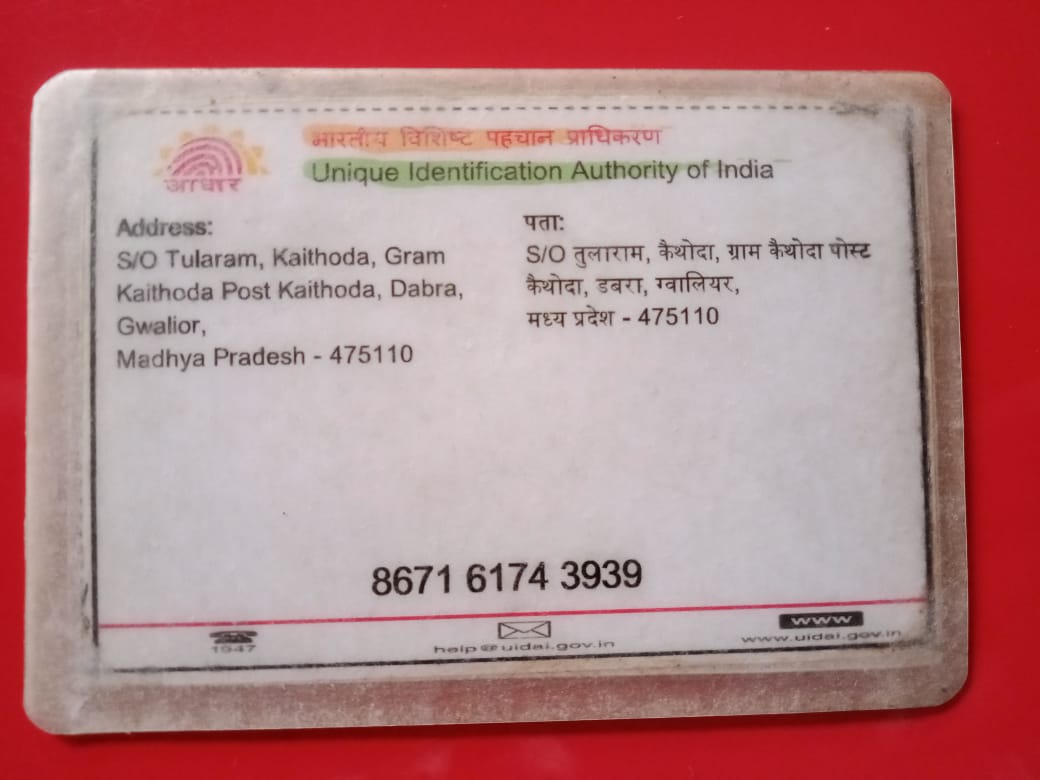 भारतीय विशिष्ट पहचान प्राधिकरण
Unique Identification Authority of India
आधार
Address:
S/O Tularam, Kaithoda, Gram
Kaithoda Post Kaithoda, Dabra,
Gwalior,
Madhya Pradesh - 475110
पता:
S/O तुलाराम, कैथोदा, ग्राम कैथोदा पोस्ट
कैथोदा, डबरा, ग्वालियर,
मध्य प्रदेश - 475110
8671 6174 3939
1947
help@uidai.gov.in
www
www.uidai.gov.in